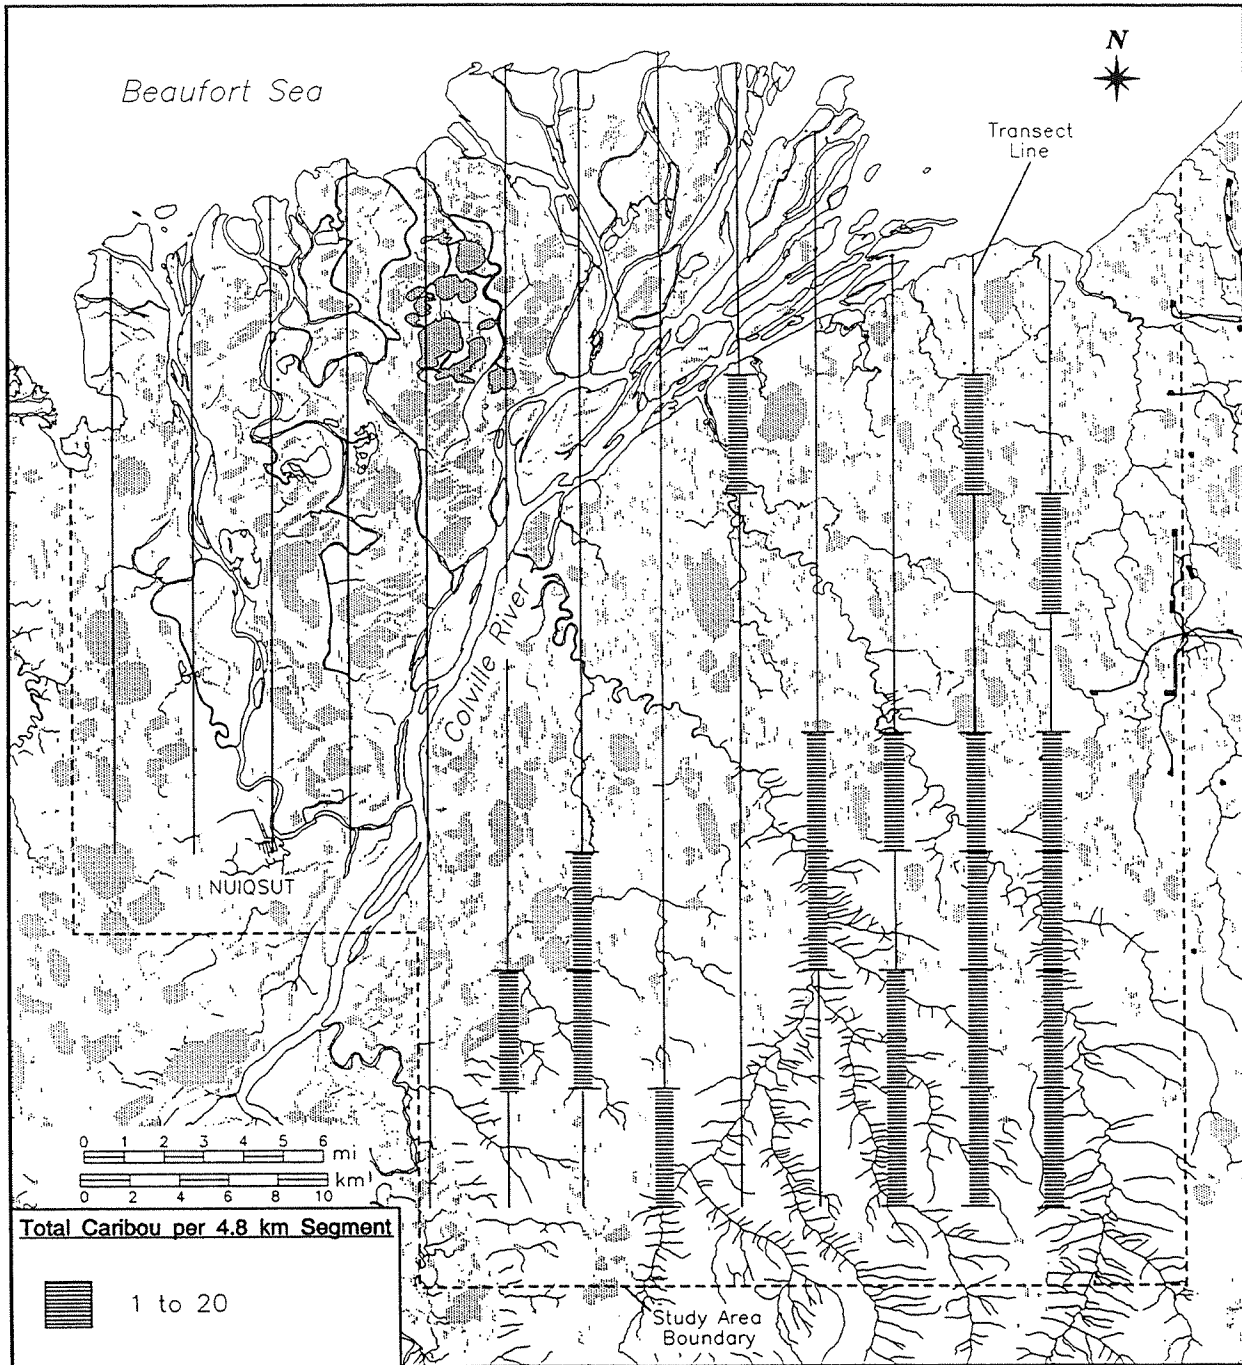 N
Beaufort Sea
Transect
Line
Colville River
NUIQSUT
0 1 2 3 4 5 6
mi
km
0 2 4 6 8 10
Total Caribou per 4.8 km Segment
1 to 20
Study Area
Boundary